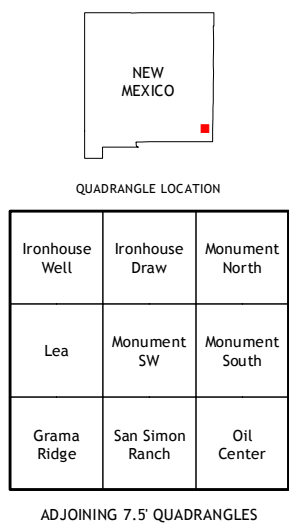 NEW
MEXICO
QUADRANGLE LOCATION
Ironhouse
Well
Ironhouse
Draw
Monument
North
Lea
Monument
SW
Monument
South
Grama
Ridge
San Simon
Ranch
Oil
Center
ADJOINING 7.5' QUADRANGLES